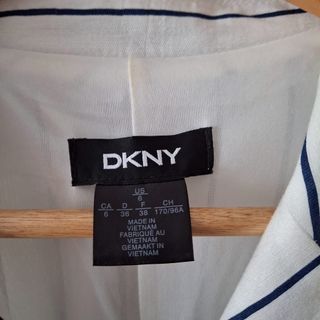 DKNY
US
6
CA D F CH
6 36 38 170/96A
MADE IN
VIETNAM
FABRIQUÉ AU
VIETNAM
GEMAAKT IN
VIETNAM